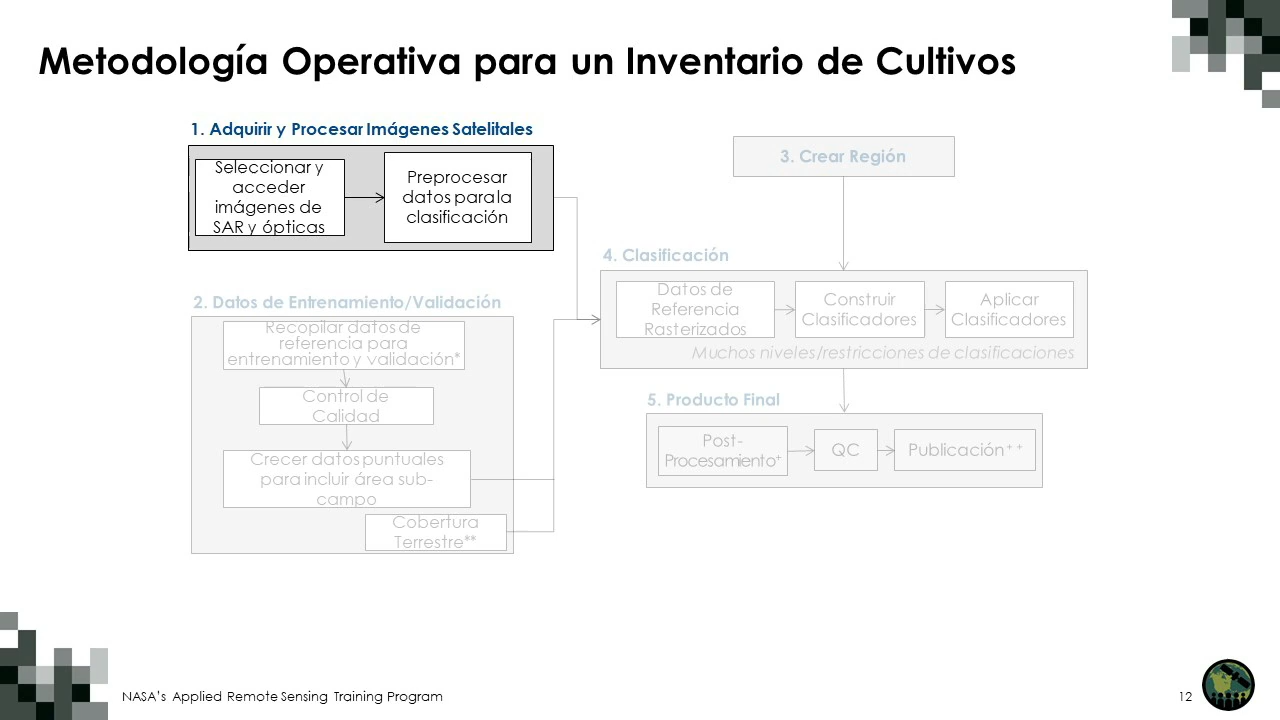 Metodología Operativa para un Inventario de Cultivos
1. Adquirir y Procesar Imágenes Satelitales
Seleccionar y
acceder
imágenes de
SAR y ópticas
Preprocesar
datos para la
clasificación
2. Datos de Entrenamiento/Validación
Recopilar datos de
referencia para
entrenamiento y validación*
Control de
Calidad
Crecer datos puntuales
para incluir área sub-
campo
Cobertura
Terrestre**
3. Crear Región
4. Clasificación
Datos de
Referencia
Rasterizados
Construir
Clasificadores
Aplicar
Clasificadores
Muchos niveles/restricciones de clasificaciones
5. Producto Final
Post-
Procesamiento⁺
QC
Publicación⁺⁺
NASA's Applied Remote Sensing Training Program
12